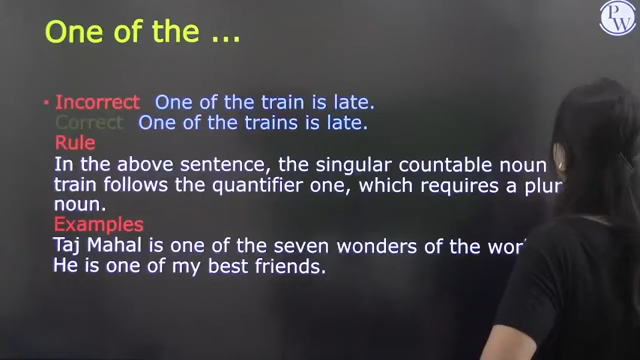 One of the ...
PW
• Incorrect One of the train is late.
Correct One of the trains is late.
Rule
In the above sentence, the singular countable noun
train follows the quantifier one, which requires a
noun.
Examples
Taj Mahal is one of the seven wonders of the
He is one of my best friends.